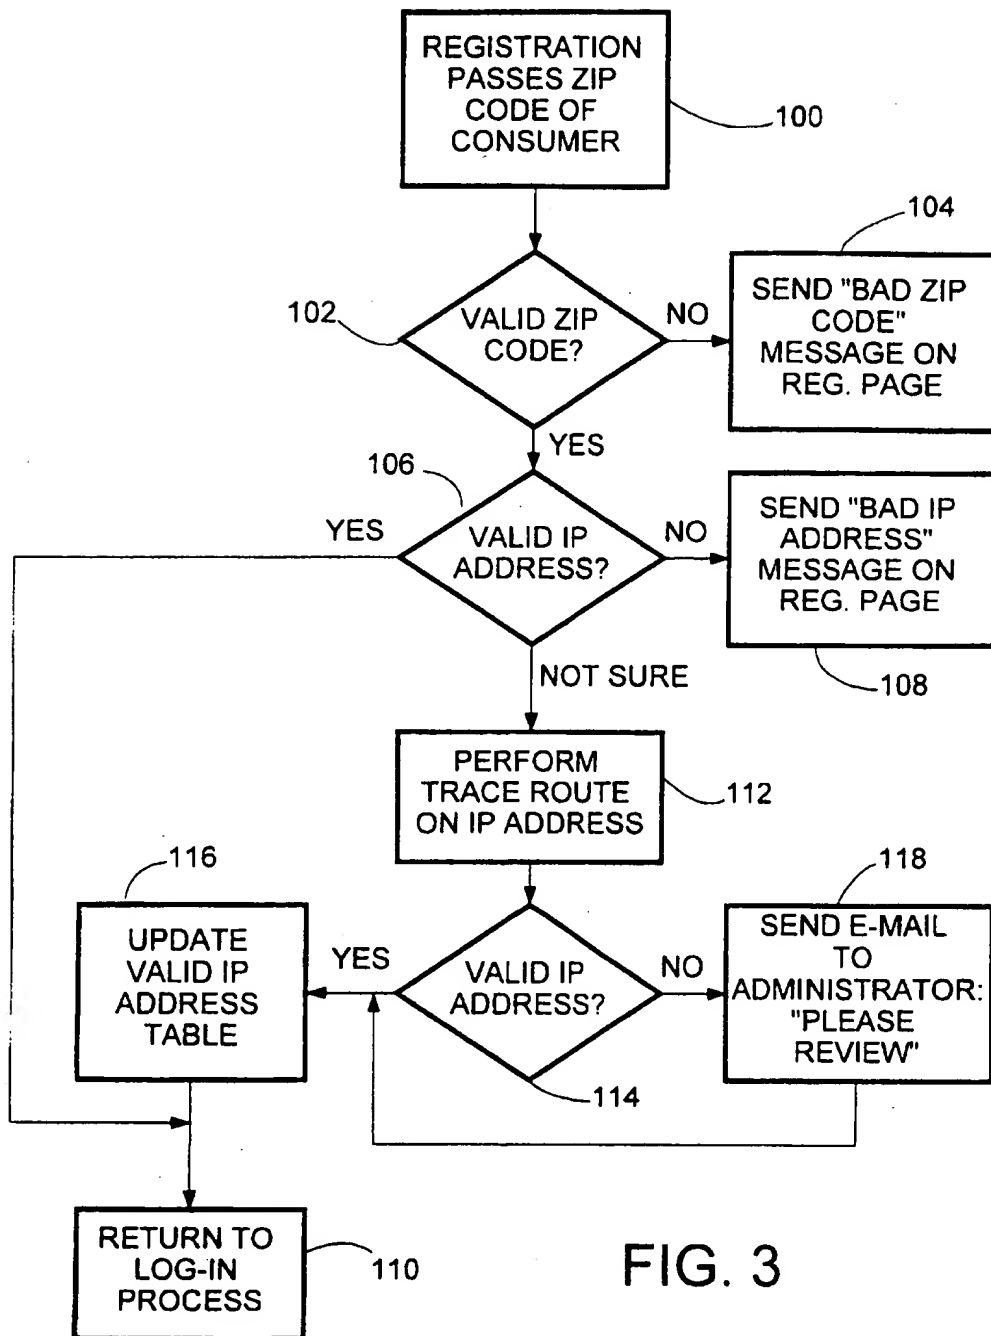 REGISTRATION
PASSES ZIP
CODE OF
CONSUMER
100
104
102
VALID ZIP
CODE?
NO
SEND "BAD ZIP
CODE"
MESSAGE ON
REG. PAGE
YES
106
YES
VALID IP
ADDRESS?
NO
SEND "BAD IP
ADDRESS"
MESSAGE ON
REG. PAGE
108
NOT SURE
PERFORM
TRACE ROUTE
ON IP ADDRESS
112
116
118
UPDATE
VALID IP
ADDRESS
TABLE
YES
VALID IP
ADDRESS?
NO
SEND E-MAIL
TO
ADMINISTRATOR:
"PLEASE
REVIEW"
114
RETURN TO
LOG-IN
PROCESS
110
FIG. 3